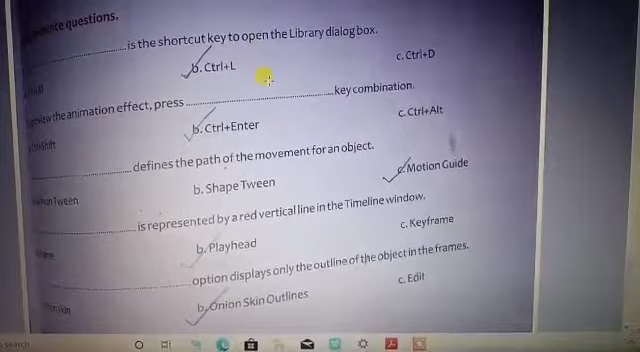 questions.
.......................is the shortcut key to open the Library dialog box.
b. Ctrl+L
c. Ctrl+D
the animation effect, press ....................................................key combination.
b. Ctrl+Enter
c. Ctrl+Alt
..........................defines the path of the movement for an object.
b. Shape Tween
c. Motion Guide
..........................is represented by a red vertical line in the Timeline window.
b. Playhead
c. Keyframe
..........................option displays only the outline of the object in the frames.
b. Onion Skin Outlines
c. Edit
search